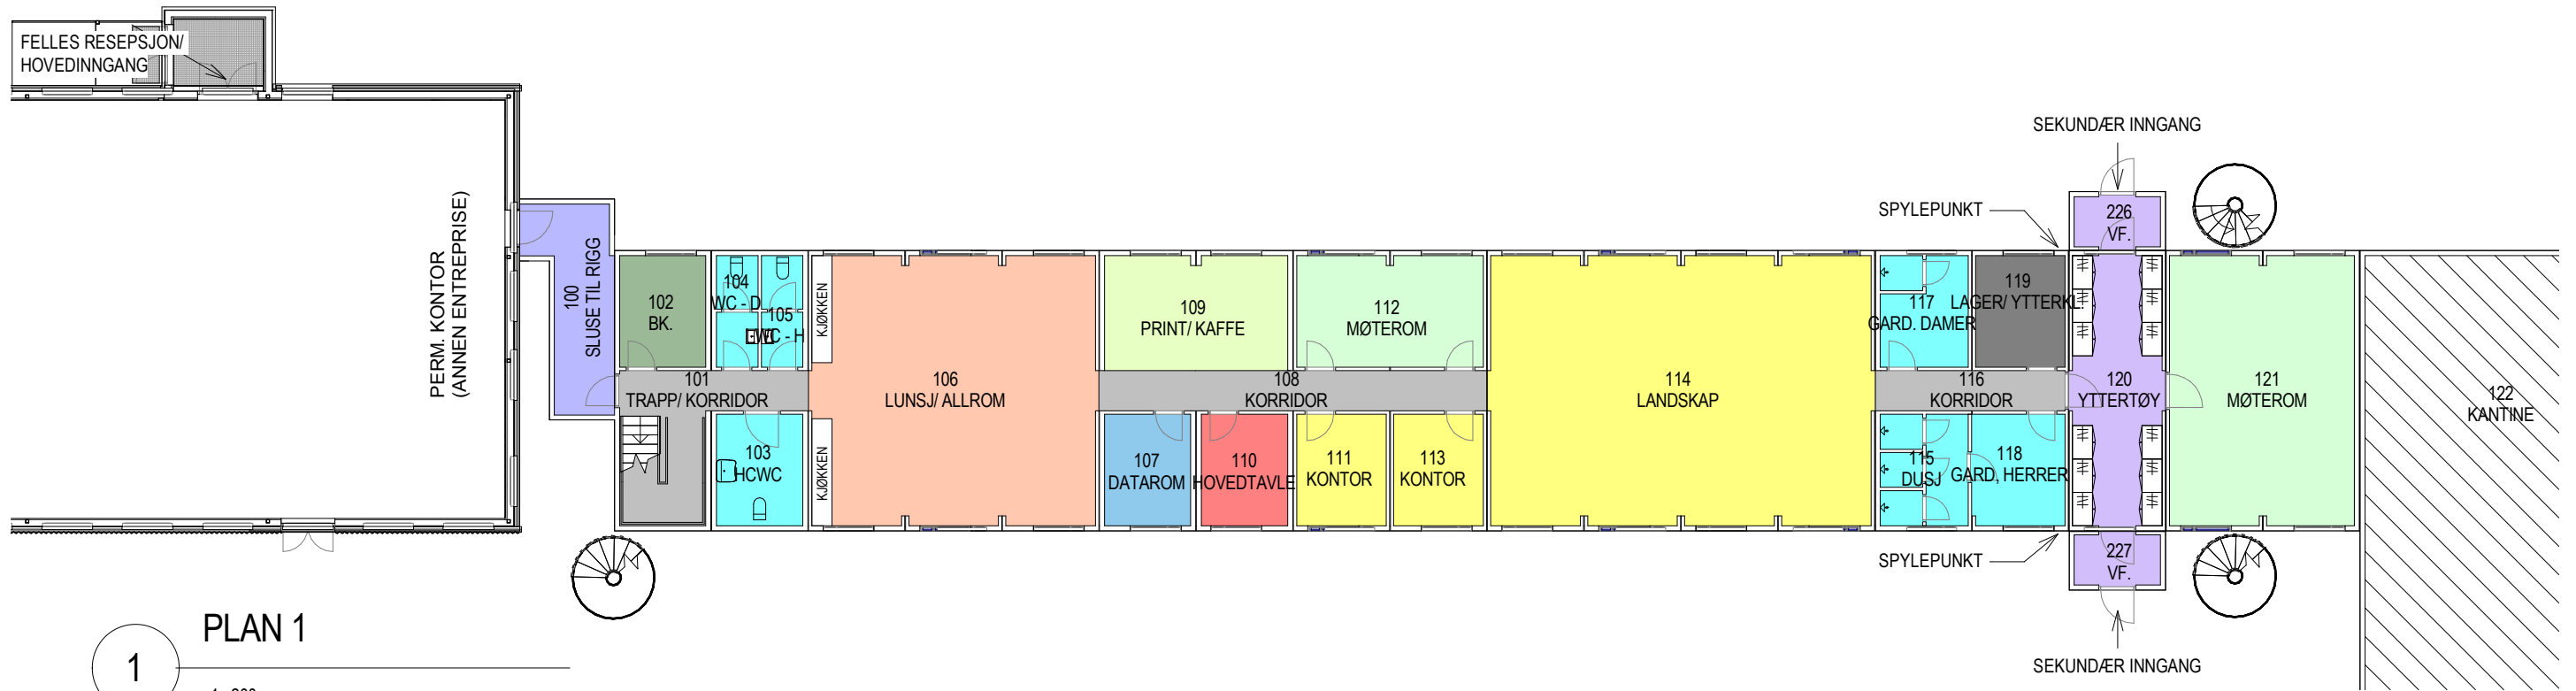 FELLES RESEPSJON/
HOVEDINNGANG
PERM. KONTOR
(ANNEN ENTREPRISE)
100
SLUSE TIL RIGG
102
BK.
104
WC - D
105
WC - H
101
TRAPP/ KORRIDOR
103
HCWC
KJØKKEN
KJØKKEN
106
LUNSJ/ ALLROM
109
PRINT/ KAFFE
112
MØTEROM
108
KORRIDOR
107
DATAROM
110
HOVEDTAVLE
111
KONTOR
113
KONTOR
114
LANDSKAP
SPYLEPUNKT
117
GARD. DAMER
119
LAGER/ YTTERKL.
116
KORRIDOR
115
DUSJ
118
GARD, HERRER
SPYLEPUNKT
SEKUNDÆR INNGANG
226
VF.
120
YTTERTØY
227
VF.
SEKUNDÆR INNGANG
121
MØTEROM
122
KANTINE
PLAN 1
1